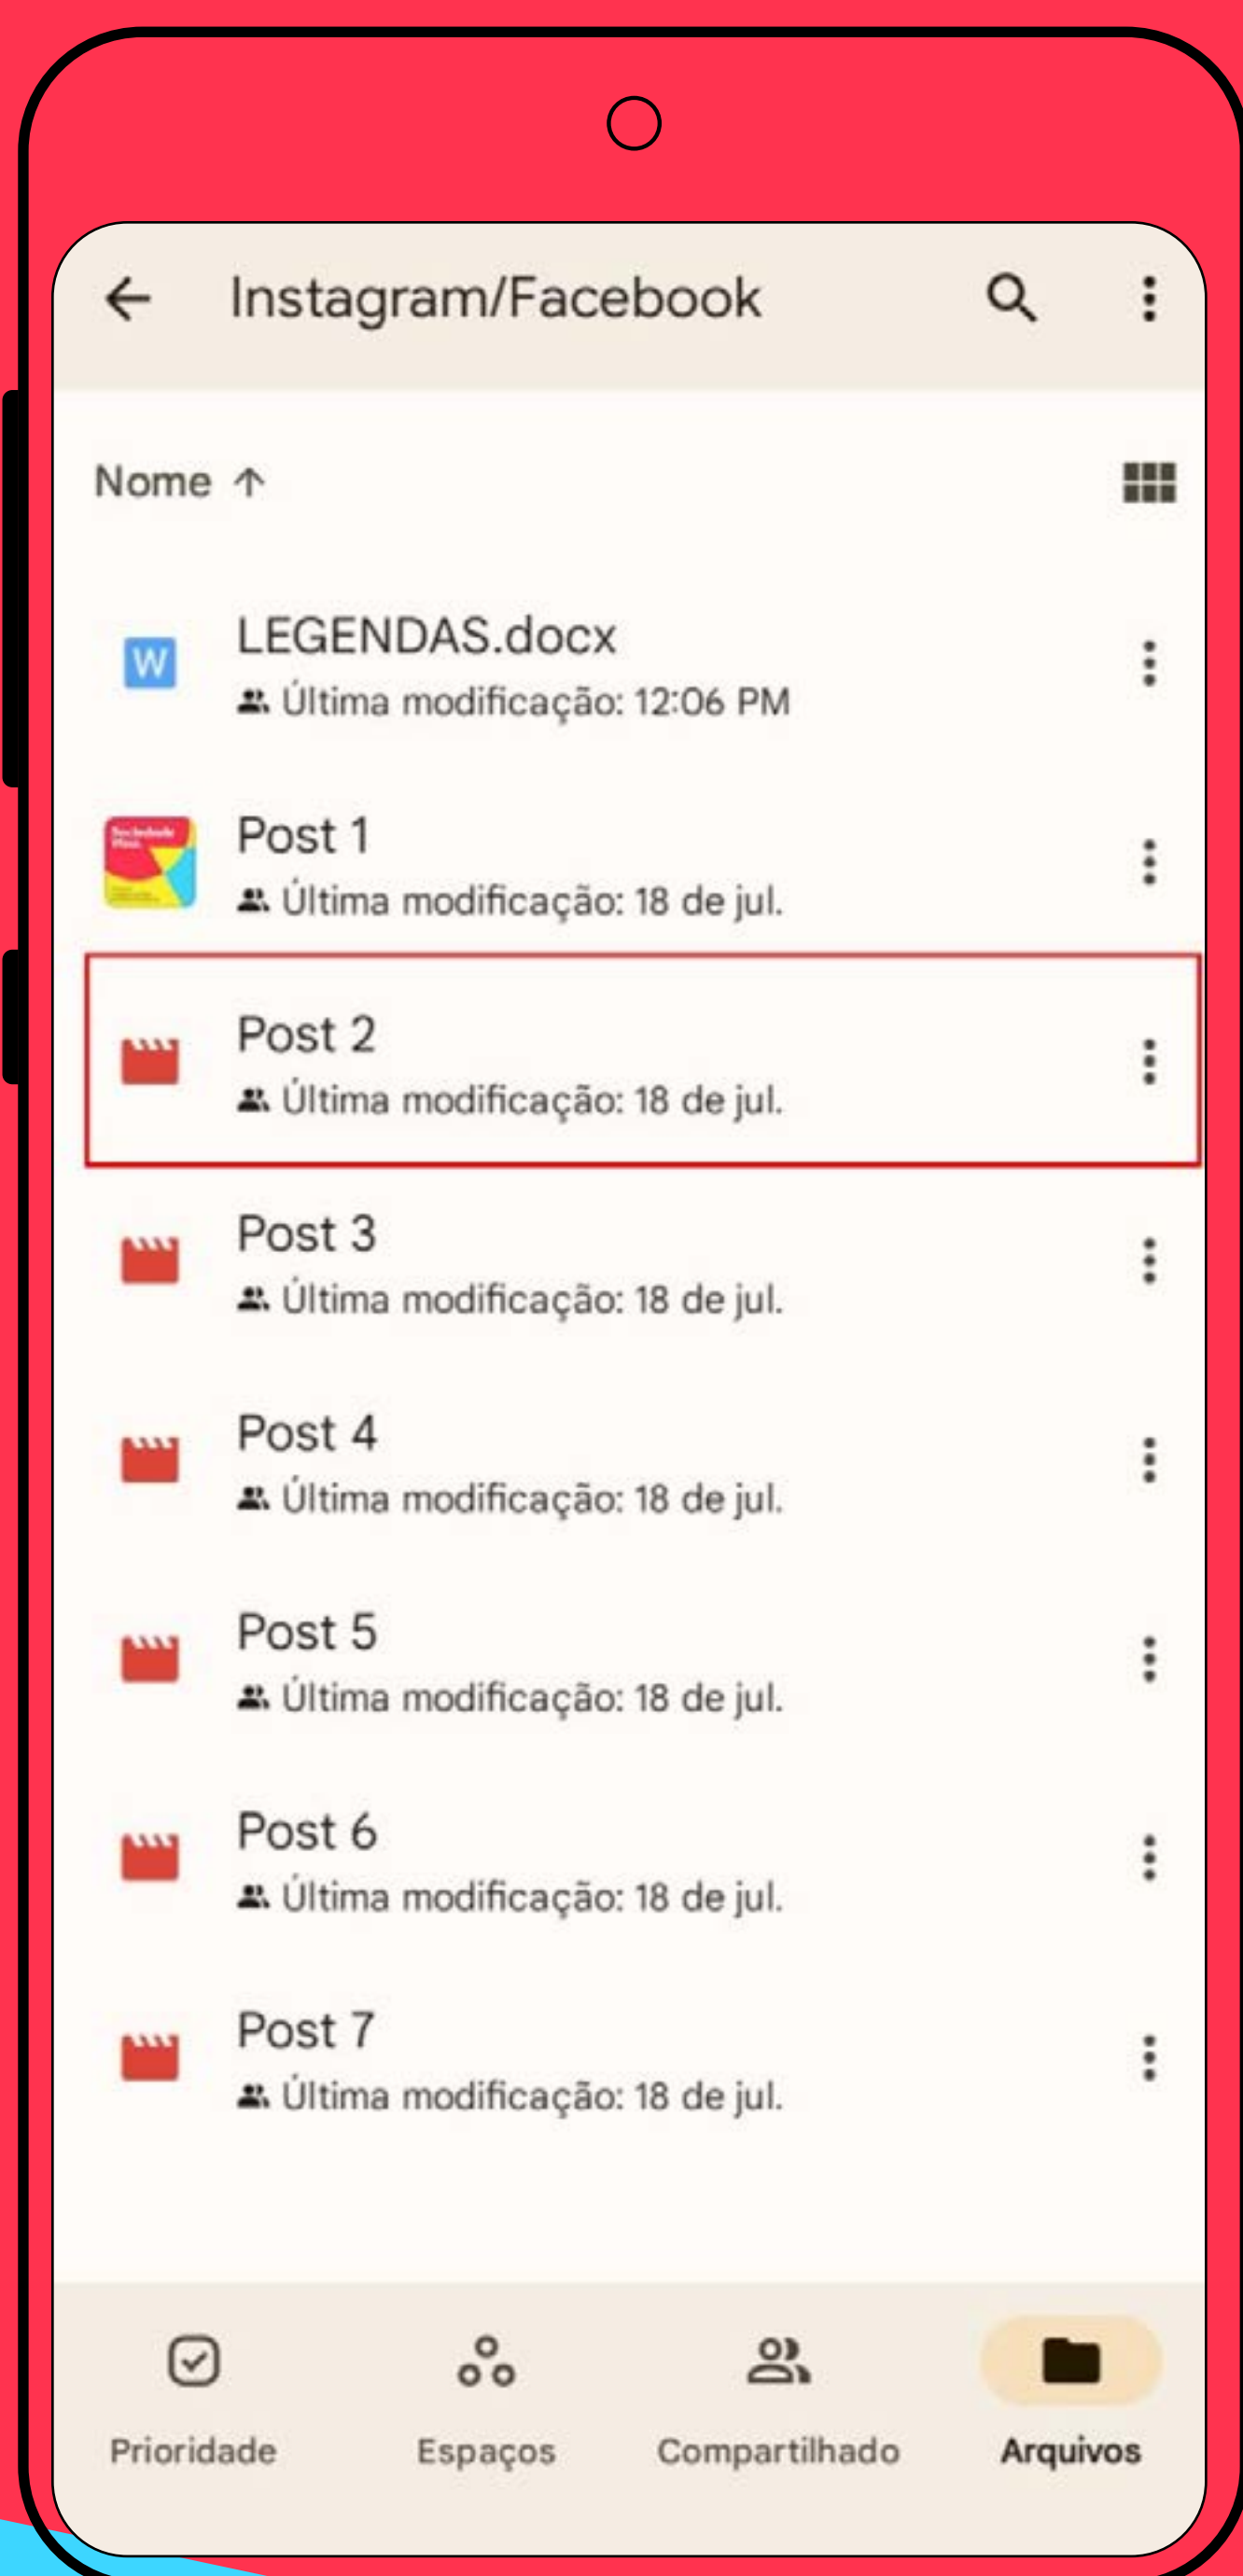 Instagram/Facebook
Nome
LEGENDAS.docx
Última modificação: 12:06 PM
Sociedade
Post 1
Última modificação: 18 de jul.
Post 2
Última modificação: 18 de jul.
Post 3
Última modificação: 18 de jul.
Post 4
Última modificação: 18 de jul.
Post 5
Última modificação: 18 de jul.
Post 6
Última modificação: 18 de jul.
Post 7
Última modificação: 18 de jul.
Prioridade
Espaços
Compartilhado
Arquivos